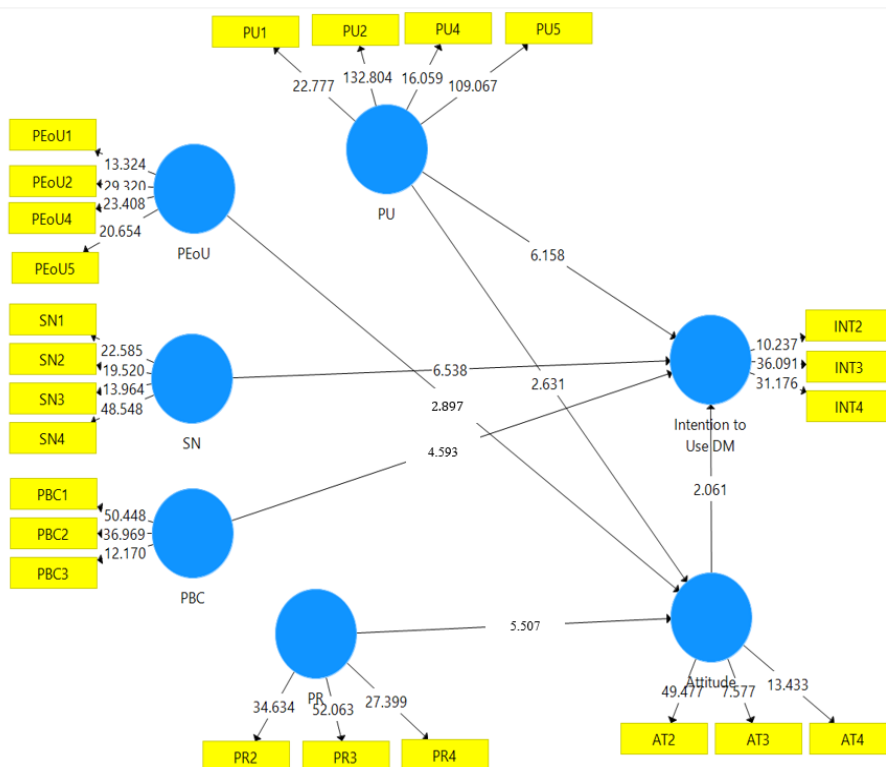 PU1
PU2
PU4
PU5
22.777
132.804
16.059
109.067
PU
PEoU1
PEoU2
PEoU4
PEoU5
13.324
29.320
23.408
20.654
PEoU
SN1
SN2
SN3
SN4
22.585
19.520
13.964
48.548
SN
PBC1
PBC2
PBC3
50.448
36.969
12.170
PBC
6.158
6.538
2.631
2.897
4.593
2.061
5.507
Intention to
Use DM
10.237
36.091
31.176
INT2
INT3
INT4
PR
34.634
52.063
27.399
PR2
PR3
PR4
Attitude
49.477
7.577
13.433
AT2
AT3
AT4